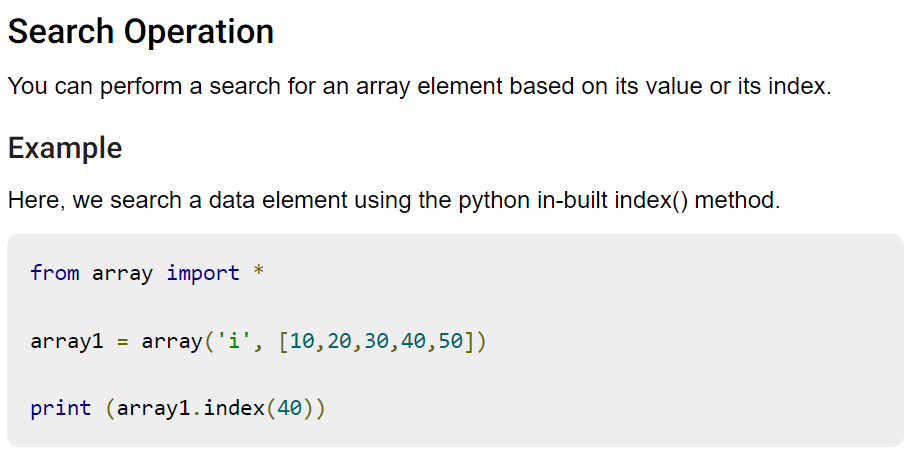 Search Operation
You can perform a search for an array element based on its value or its index.
Example
Here, we search a data element using the python in-built index() method.
from array import *
array1 = array('i', [10,20,30,40,50])
print (array1.index(40))